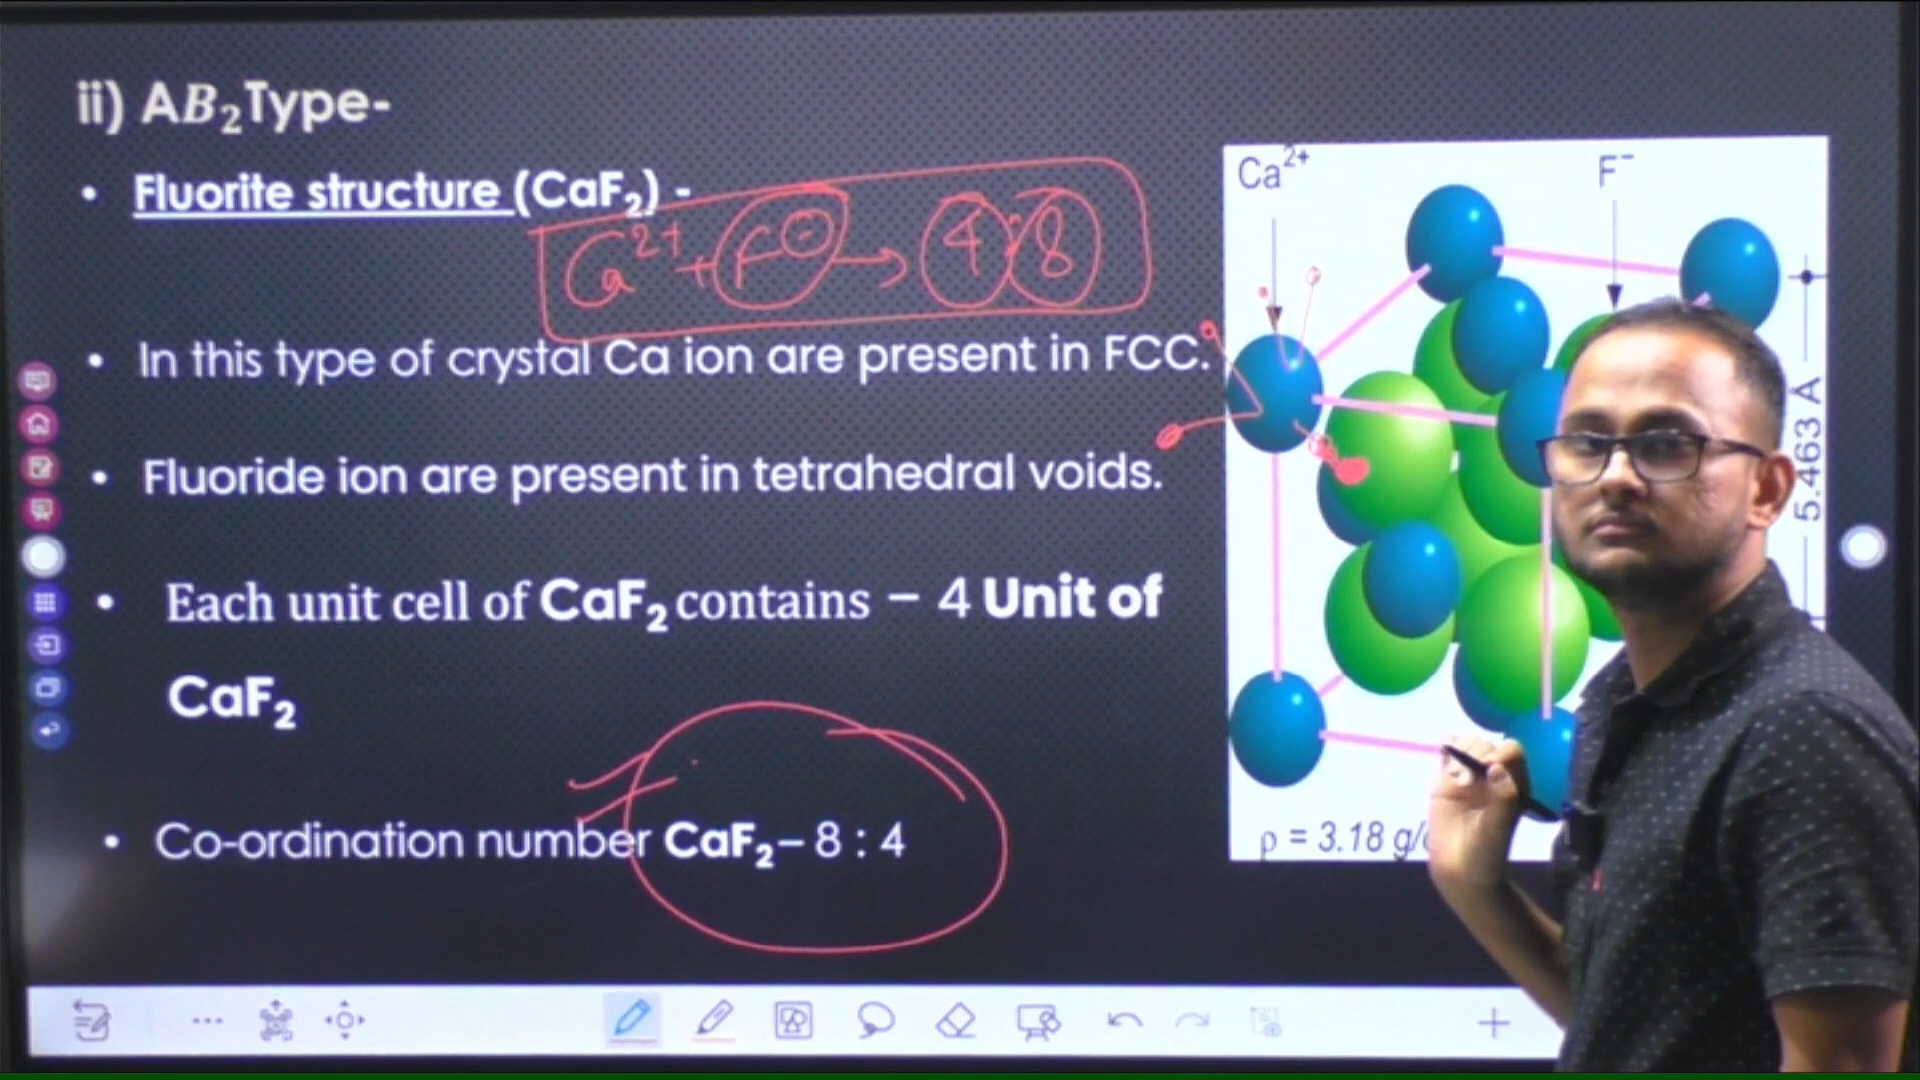 ii) AB₂Type-
• Fluorite structure (CaF₂) -
Ca²⁺ + F⊖ → 4:8
• In this type of crystal Ca ion are present in FCC.
• Fluoride ion are present in tetrahedral voids.
• Each unit cell of CaF₂ contains – 4 Unit of
CaF₂
• Co-ordination number CaF₂– 8 : 4
Ca²⁺
F⁻
5.463 Å
ρ = 3.18 g/